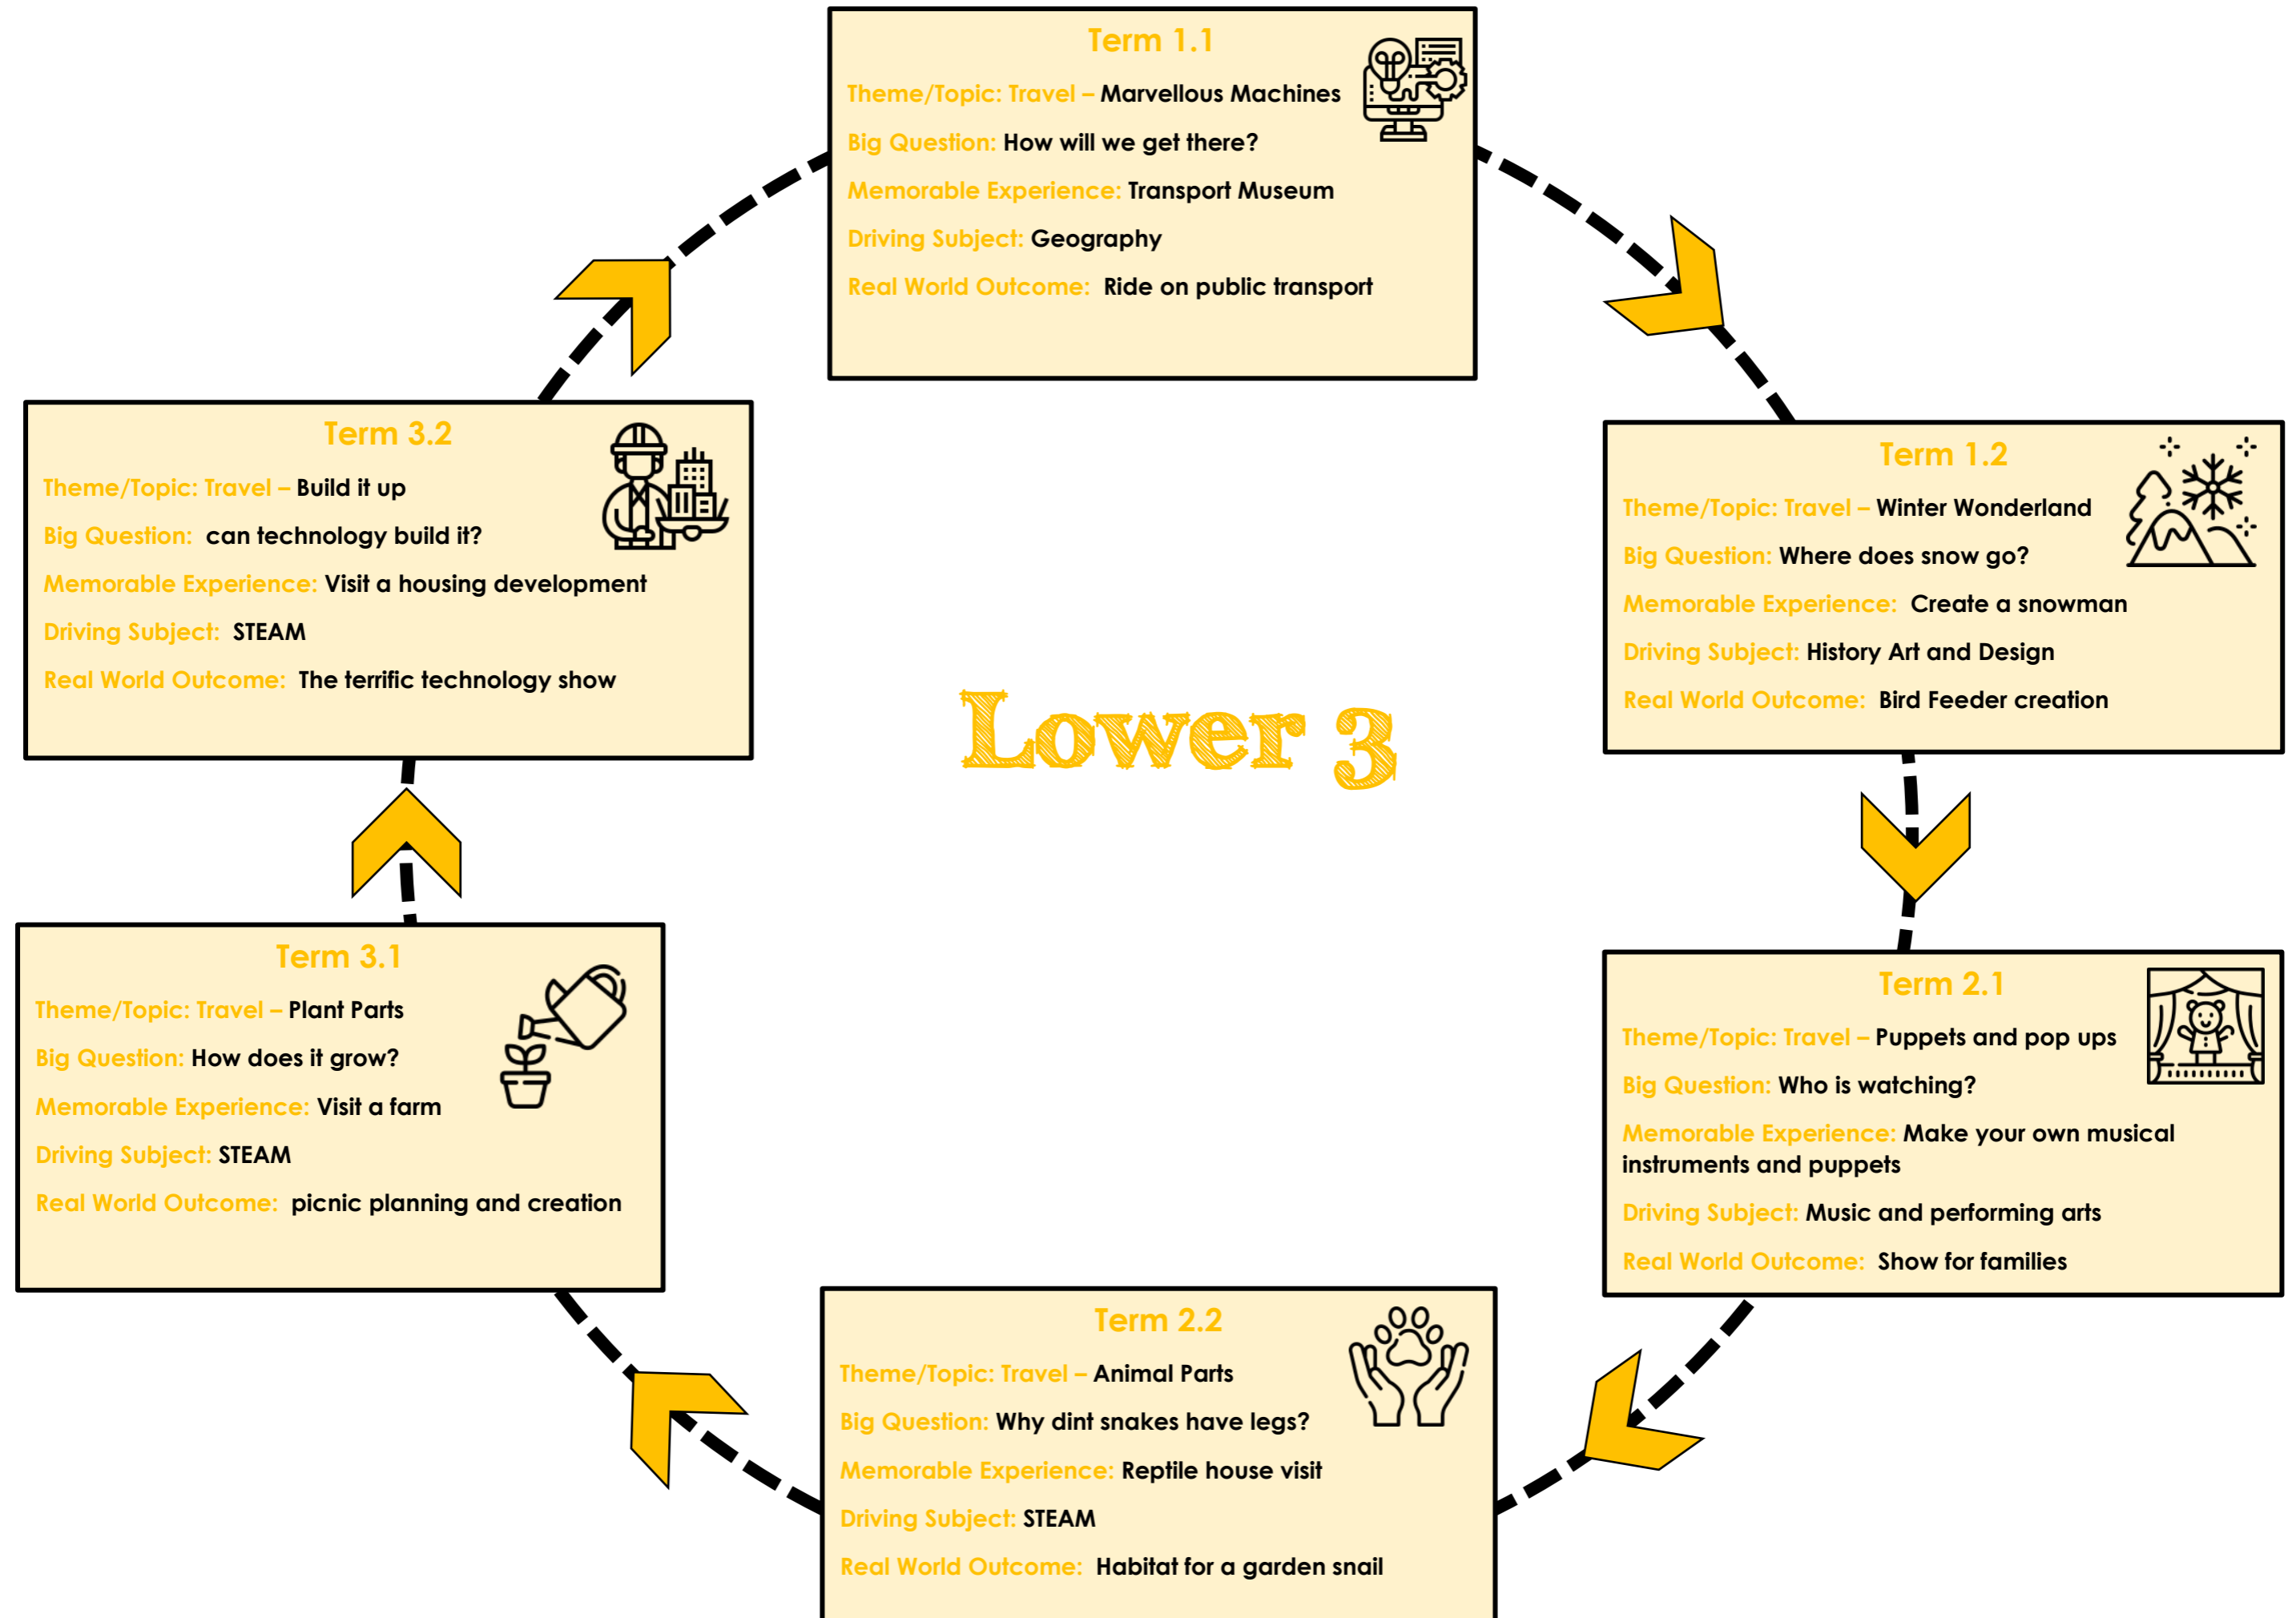 Term 1.1
Theme/Topic: Travel – Marvellous Machines
Big Question: How will we get there?
Memorable Experience: Transport Museum
Driving Subject: Geography
Real World Outcome: Ride on public transport
Term 1.2
Theme/Topic: Travel – Winter Wonderland
Big Question: Where does snow go?
Memorable Experience: Create a snowman
Driving Subject: History Art and Design
Real World Outcome: Bird Feeder creation
Term 2.1
Theme/Topic: Travel – Puppets and pop ups
Big Question: Who is watching?
Memorable Experience: Make your own musical
instruments and puppets
Driving Subject: Music and performing arts
Real World Outcome: Show for families
Term 2.2
Theme/Topic: Travel – Animal Parts
Big Question: Why dint snakes have legs?
Memorable Experience: Reptile house visit
Driving Subject: STEAM
Real World Outcome: Habitat for a garden snail
Term 3.1
Theme/Topic: Travel – Plant Parts
Big Question: How does it grow?
Memorable Experience: Visit a farm
Driving Subject: STEAM
Real World Outcome: picnic planning and creation
Term 3.2
Theme/Topic: Travel – Build it up
Big Question: can technology build it?
Memorable Experience: Visit a housing development
Driving Subject: STEAM
Real World Outcome: The terrific technology show
Lower 3